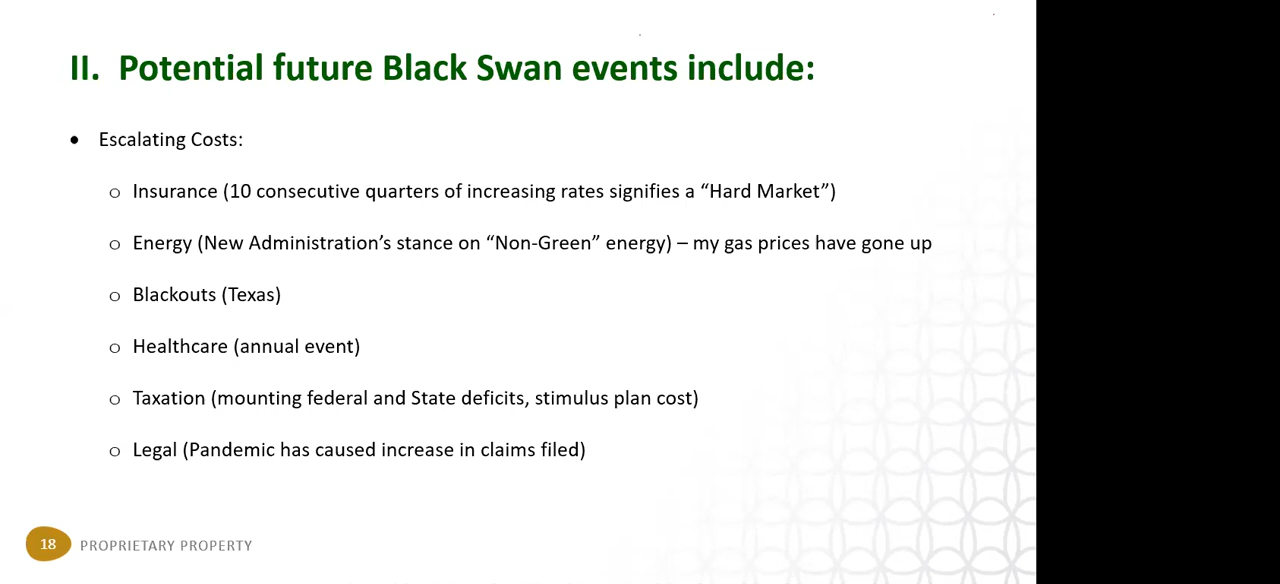 II. Potential future Black Swan events include:
• Escalating Costs:
o Insurance (10 consecutive quarters of increasing rates signifies a “Hard Market”)
o Energy (New Administration’s stance on “Non-Green” energy) – my gas prices have gone up
o Blackouts (Texas)
o Healthcare (annual event)
o Taxation (mounting federal and State deficits, stimulus plan cost)
o Legal (Pandemic has caused increase in claims filed)
18 PROPRIETARY PROPERTY